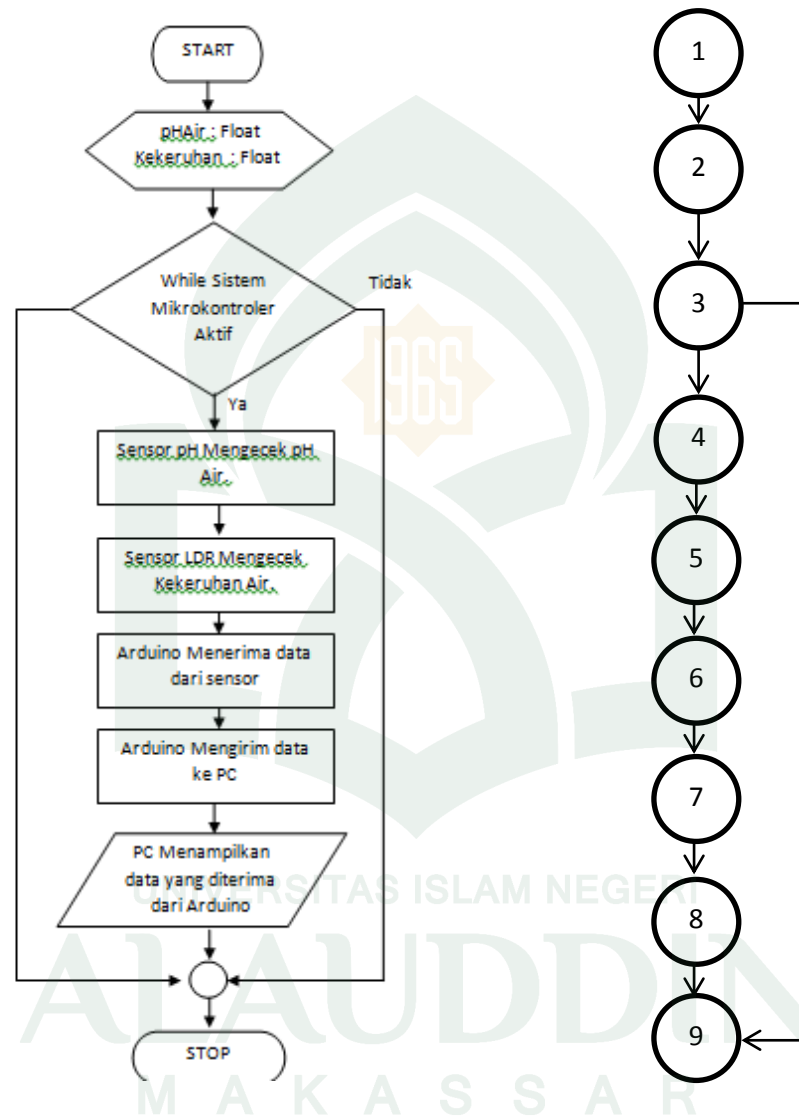 START
pHAir : Float
Kekeruhan : Float
While Sistem
Mikrokontroler
Aktif
Tidak
Ya
Sensor pH Mengecek pH
Air.
Sensor LDR Mengecek
Kekeruhan Air.
Arduino Menerima data
dari sensor
Arduino Mengirim data
ke PC
PC Menampilkan
data yang diterima
dari Arduino
STOP
1
2
3
4
5
6
7
8
9
1965
UNIVERSITAS ISLAM NEGERI
ALAUDDIN
MAKASSAR